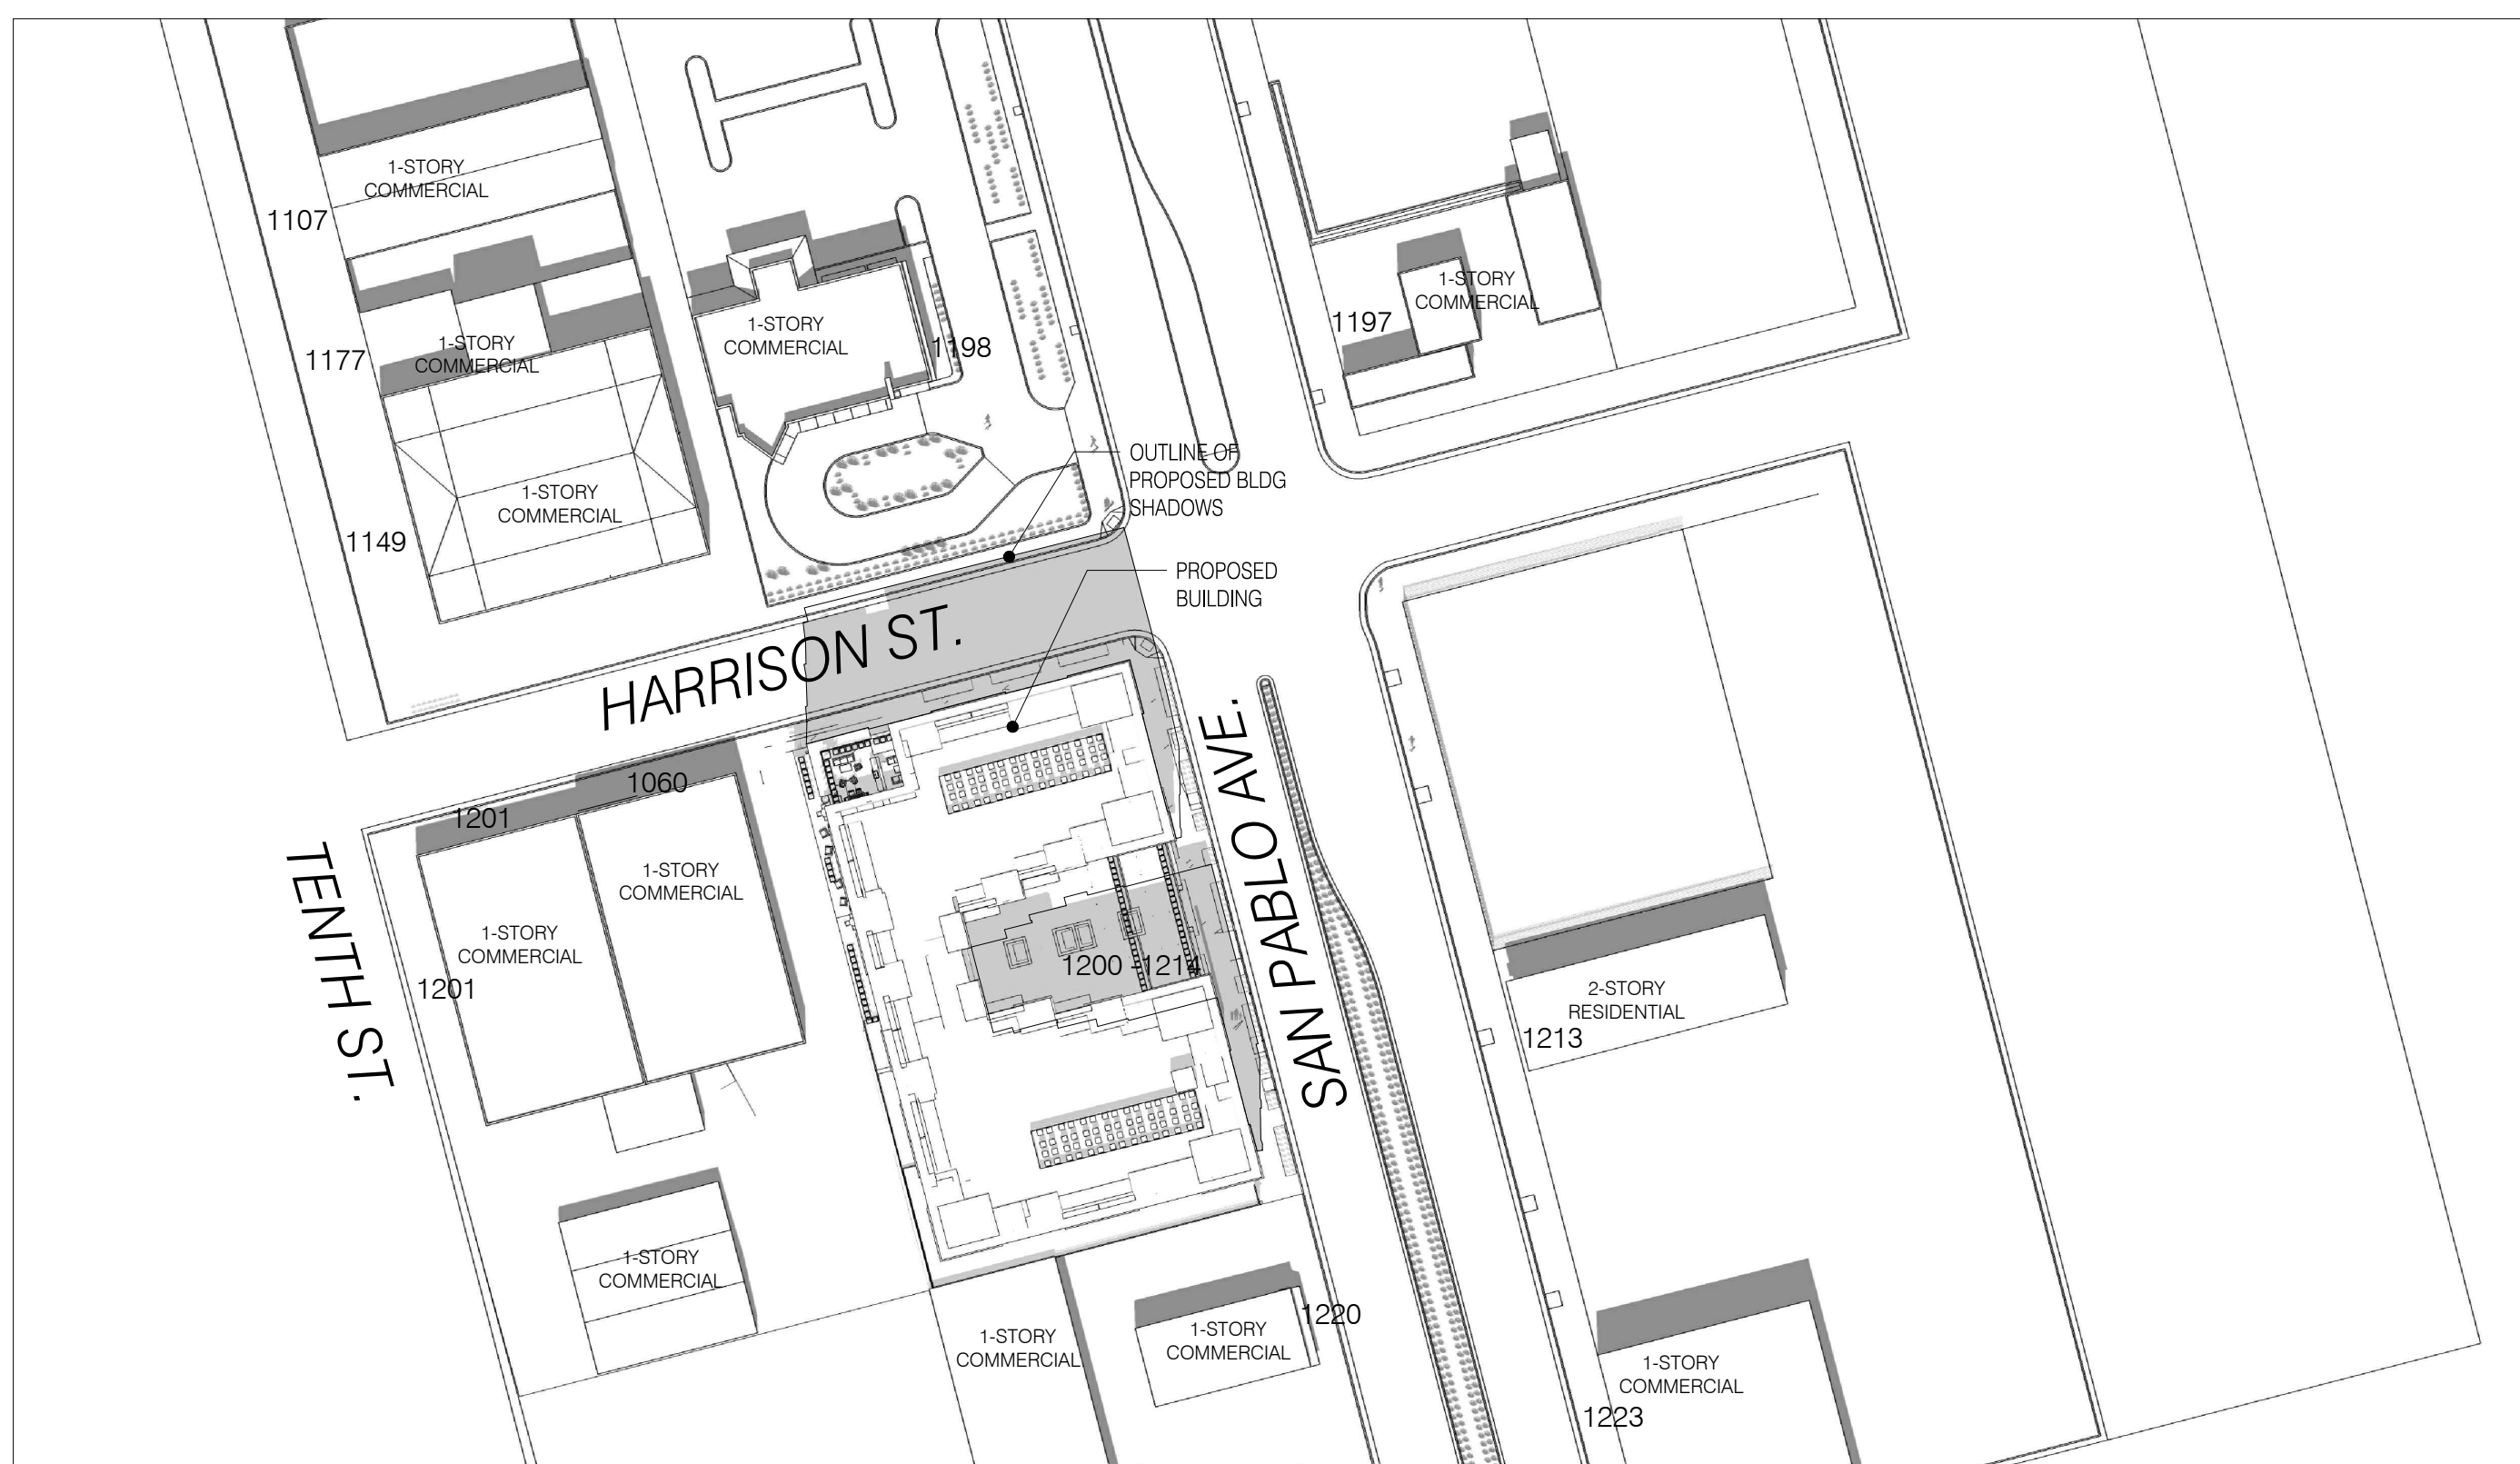 1-STORY
COMMERCIAL
1107
1-STORY
COMMERCIAL
1177
1-STORY
COMMERCIAL
1198
1-STORY
COMMERCIAL
1197
1-STORY
COMMERCIAL
1149
OUTLINE OF
PROPOSED BLDG
SHADOWS
PROPOSED
BUILDING
HARRISON ST.
SAN PABLO AVE.
TENTH ST.
1060
1201
1-STORY
COMMERCIAL
1-STORY
COMMERCIAL
1201
1200 -1214
2-STORY
RESIDENTIAL
1213
1-STORY
COMMERCIAL
1-STORY
COMMERCIAL
1-STORY
COMMERCIAL
1220
1-STORY
COMMERCIAL
1223